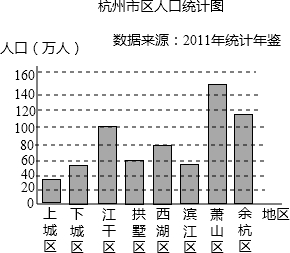 杭州市区人口统计图
数据来源：2011年统计年鉴
人口（万人）
160
140
120
100
80
60
40
20
0
上城区
下城区
江干区
拱墅区
西湖区
滨江区
萧山区
余杭区
地区